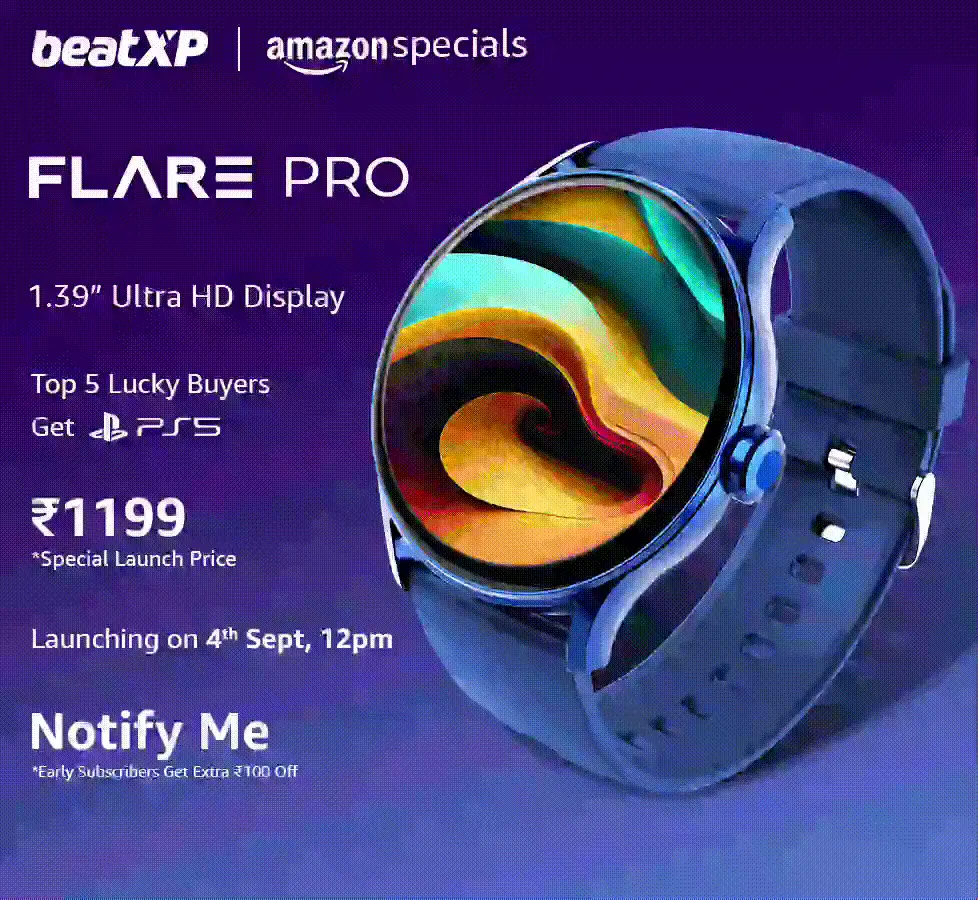 beatXP | amazon specials
FLARE PRO
1.39” Ultra HD Display
Top 5 Lucky Buyers
Get PS5
₹1199
*Special Launch Price
Launching on 4th Sept, 12pm
Notify Me
*Early Subscribers Get Extra ₹100 Off